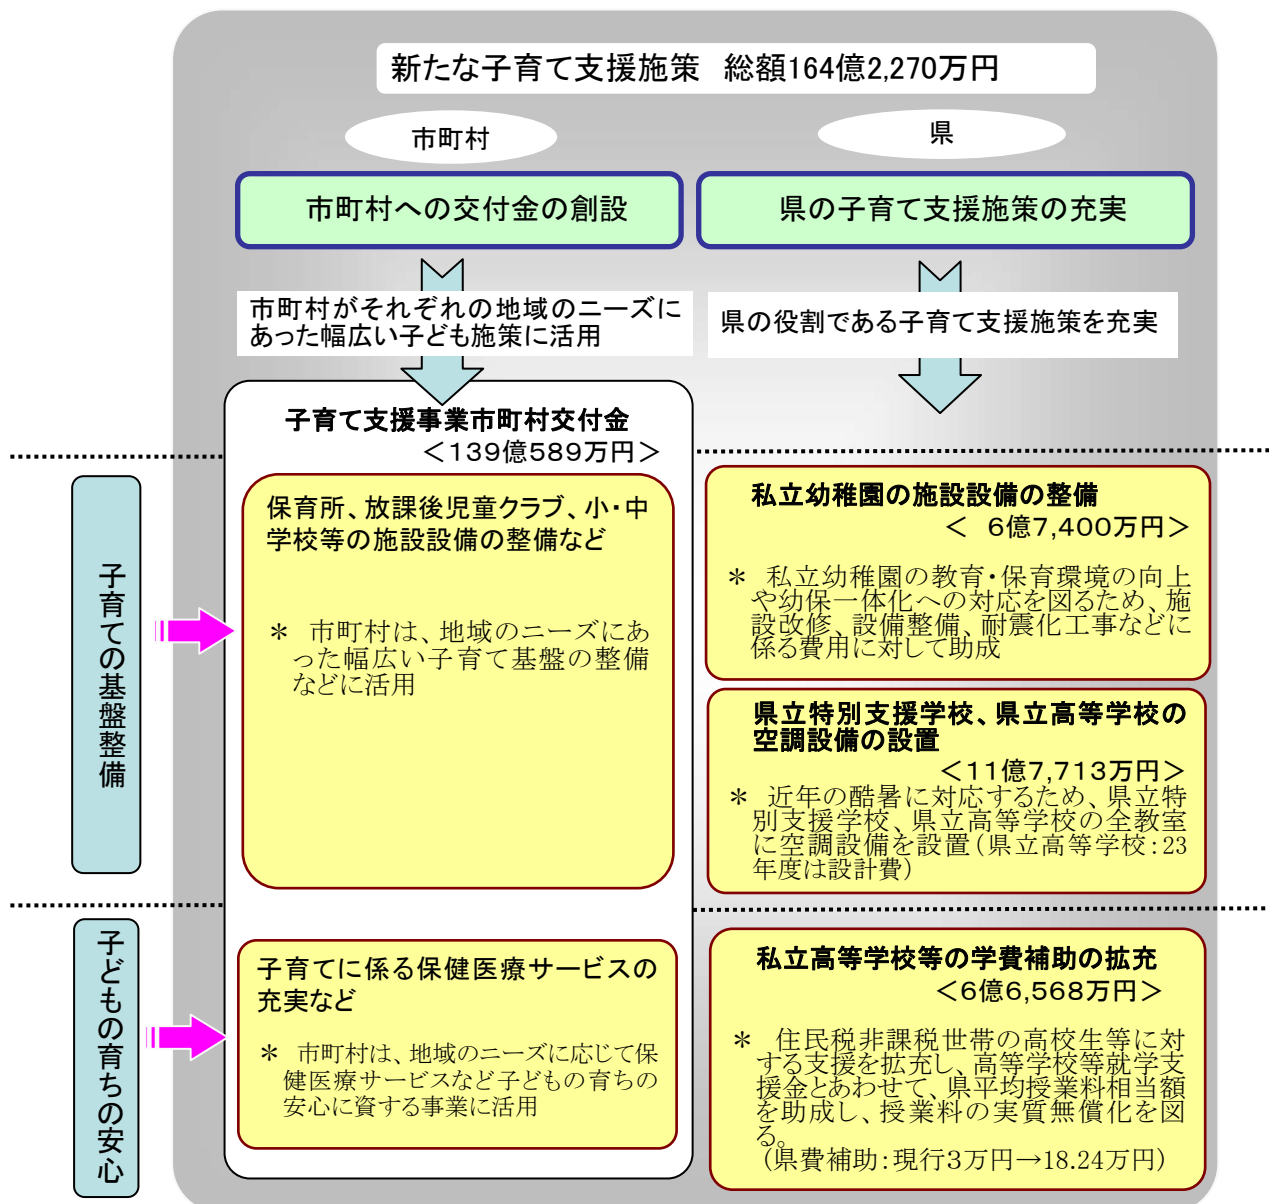 新たな子育て支援施策　総額164億2,270万円
市町村
県
市町村への交付金の創設
県の子育て支援施策の充実
市町村がそれぞれの地域のニーズに
あった幅広い子ども施策に活用
県の役割である子育て支援施策を充実
子育て支援事業市町村交付金
＜139億589万円＞
子育ての基盤整備
保育所、放課後児童クラブ、小・中
学校等の施設設備の整備など
＊　市町村は、地域のニーズにあ
った幅広い子育て基盤の整備
などに活用
私立幼稚園の施設設備の整備
＜ 6億7,400万円＞
＊　私立幼稚園の教育・保育環境の向上
や幼保一体化への対応を図るため、施
設改修、設備整備、耐震化工事などに
係る費用に対して助成
県立特別支援学校、県立高等学校の
空調設備の設置
＜11億7,713万円＞
＊　近年の酷暑に対応するため、県立特
別支援学校、県立高等学校の全教室
に空調設備を設置（県立高等学校：23
年度は設計費）
子どもの育ちの安心
子育てに係る保健医療サービスの
充実など
＊　市町村は、地域のニーズに応じて保
健医療サービスなど子どもの育ちの
安心に資する事業に活用
私立高等学校等の学費補助の拡充
＜6億6,568万円＞
＊　住民税非課税世帯の高校生等に対
する支援を拡充し、高等学校等就学支
援金とあわせて、県平均授業料相当額
を助成し、授業料の実質無償化を図
る。
（県費補助：現行３万円→18.24万円）